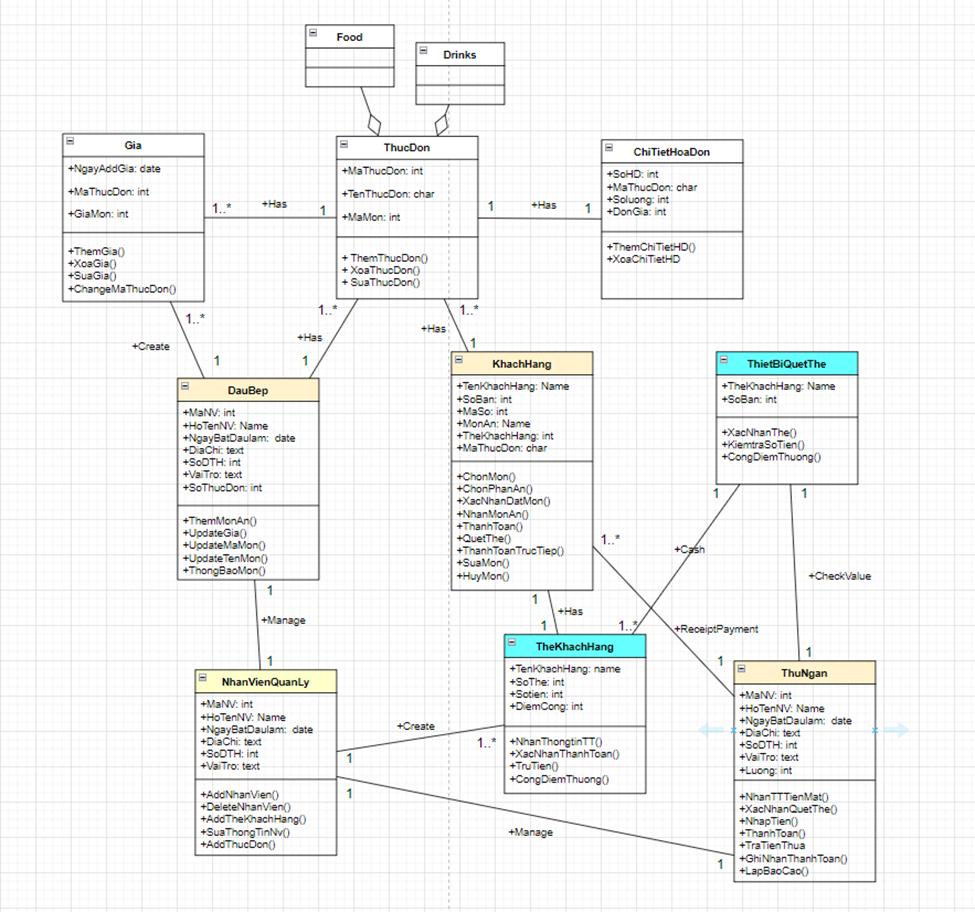 Food
Drinks
Gia
+NgayAddGia: date
+MaThucDon: int
+GiaMon: int
+ThemGia()
+XoaGia()
+SuaGia()
+ChangeMaThucDon()
1..*
+Has
1
ThucDon
+MaThucDon: int
+TenThucDon: char
+MaMon: int
+ ThemThucDon()
+ XoaThucDon()
+ SuaThucDon()
1
+Has
1
ChiTietHoaDon
+SoHD: int
+MaThucDon: char
+Soluong: int
+DonGia: int
+ThemChiTietHD()
+XoaChiTietHD
1..*
+Create
1
1..*
+Has
1
1..*
+Has
1
DauBep
+MaNV: int
+HoTenNV: Name
+NgayBatDaulam: date
+DiaChi: text
+SoDTH: int
+VaiTro: text
+SoThucDon: int
+ThemMonAn()
+UpdateGia()
+UpdateMaMon()
+UpdateTenMon()
+ThongBaoMon()
KhachHang
+TenKhachHang: Name
+SoBan: int
+MaSo: int
+MonAn: Name
+TheKhachHang: int
+MaThucDon: char
+ChonMon()
+ChonPhanAn()
+XacNhanDatMon()
+NhanMonAn()
+ThanhToan()
+QuetThe()
+ThanhToanTrucTiep()
+SuaMon()
+HuyMon()
ThietBiQuetThe
+TheKhachHang: Name
+SoBan: int
+XacNhanThe()
+KiemtraSoTien()
+CongDiemThuong()
1
+Manage
1
1
+Has
1
1..*
+ReceiptPayment
1
1
+Cash
1..*
1
+CheckValue
1
NhanVienQuanLy
+MaNV: int
+HoTenNV: Name
+NgayBatDaulam: date
+DiaChi: text
+SoDTH: int
+VaiTro: text
+AddNhanVien()
+DeleteNhanVien()
+AddTheKhachHang()
+SuaThongTinNv()
+AddThucDon()
1
+Create
1..*
TheKhachHang
+TenKhachHang: name
+SoThe: int
+Sotien: int
+DiemCong: int
+NhanThongtinTT()
+XacNhanThanhToan()
+TruTien()
+CongDiemThuong()
1
+Manage
1
ThuNgan
+MaNV: int
+HoTenNV: Name
+NgayBatDaulam: date
+DiaChi: text
+SoDTH: int
+VaiTro: text
+Luong: int
+NhanTTTienMat()
+XacNhanQuetThe()
+NhapTien()
+ThanhToan()
+TraTienThua
+GhiNhanThanhToan()
+LapBaoCao()